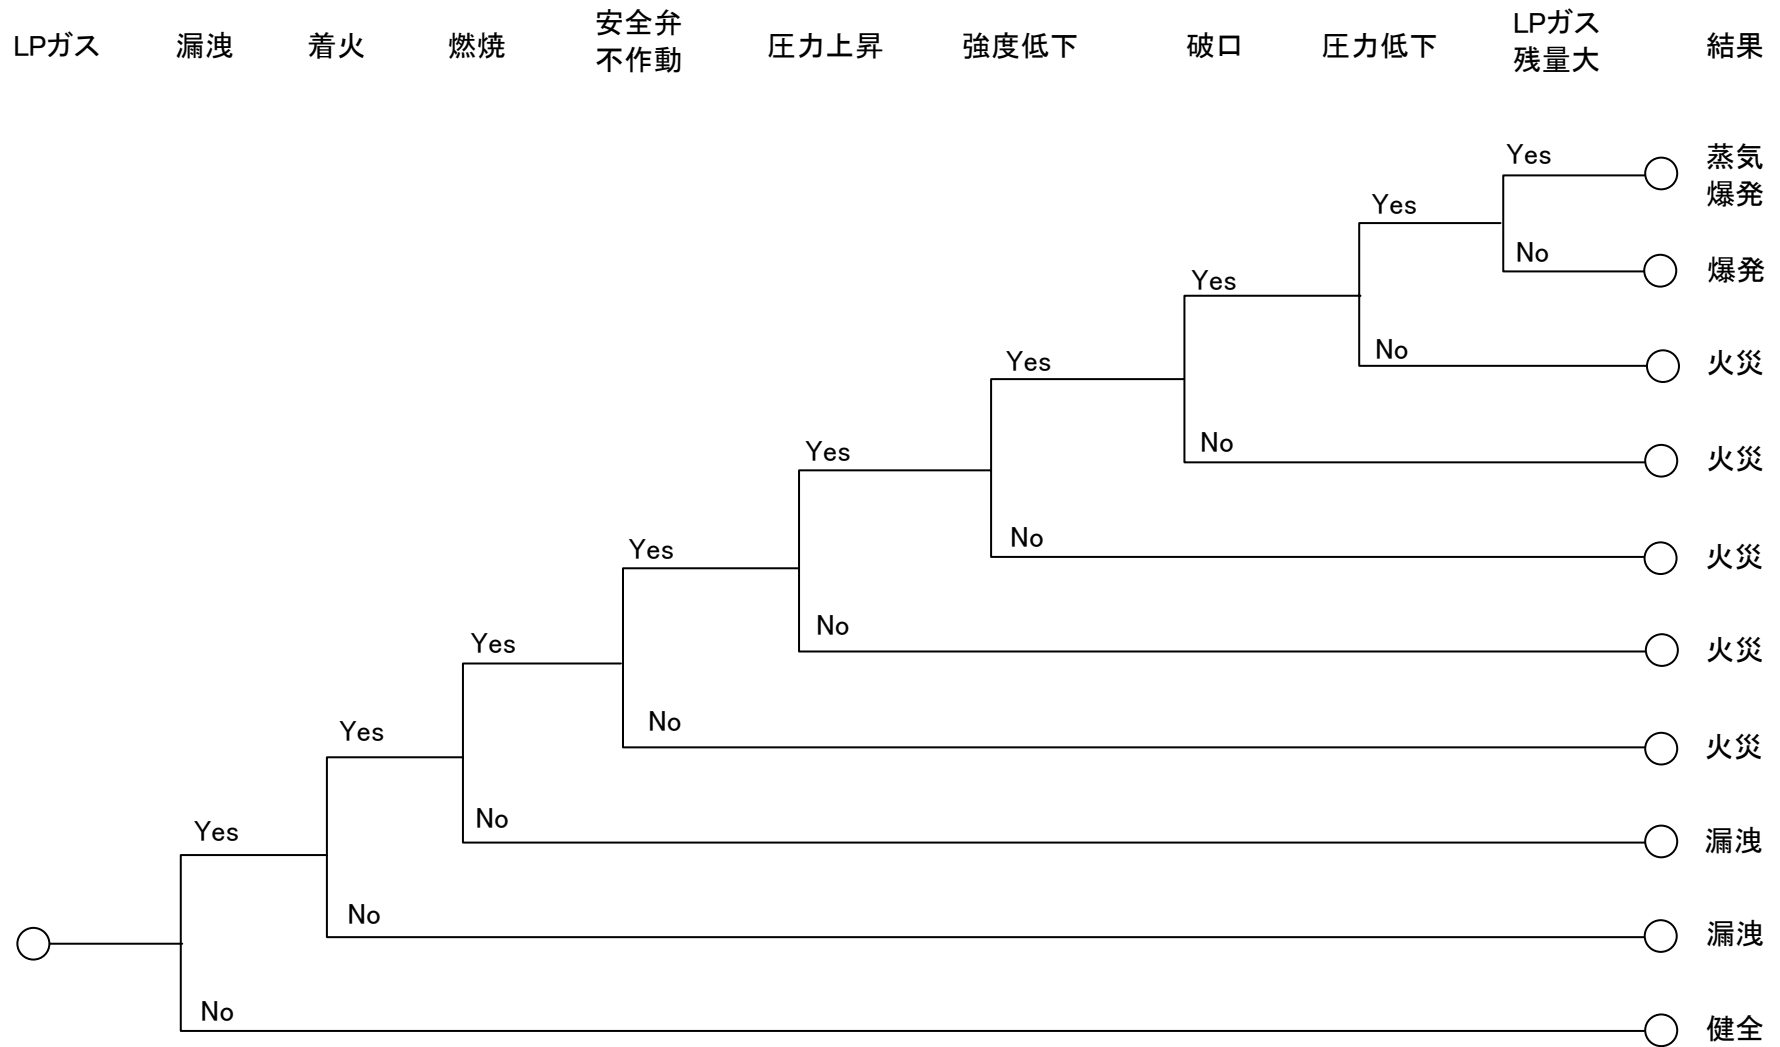 LPガス 漏洩 着火 燃焼 安全弁 圧力上昇 強度低下 破口 圧力低下 LPガス 結果
不作動 残量大
Yes 蒸気
爆発
Yes
No 爆発
Yes
No 火災
Yes
No 火災
Yes
No 火災
Yes
No 火災
Yes
No 火災
Yes
No 漏洩
Yes
No 漏洩
No 健全